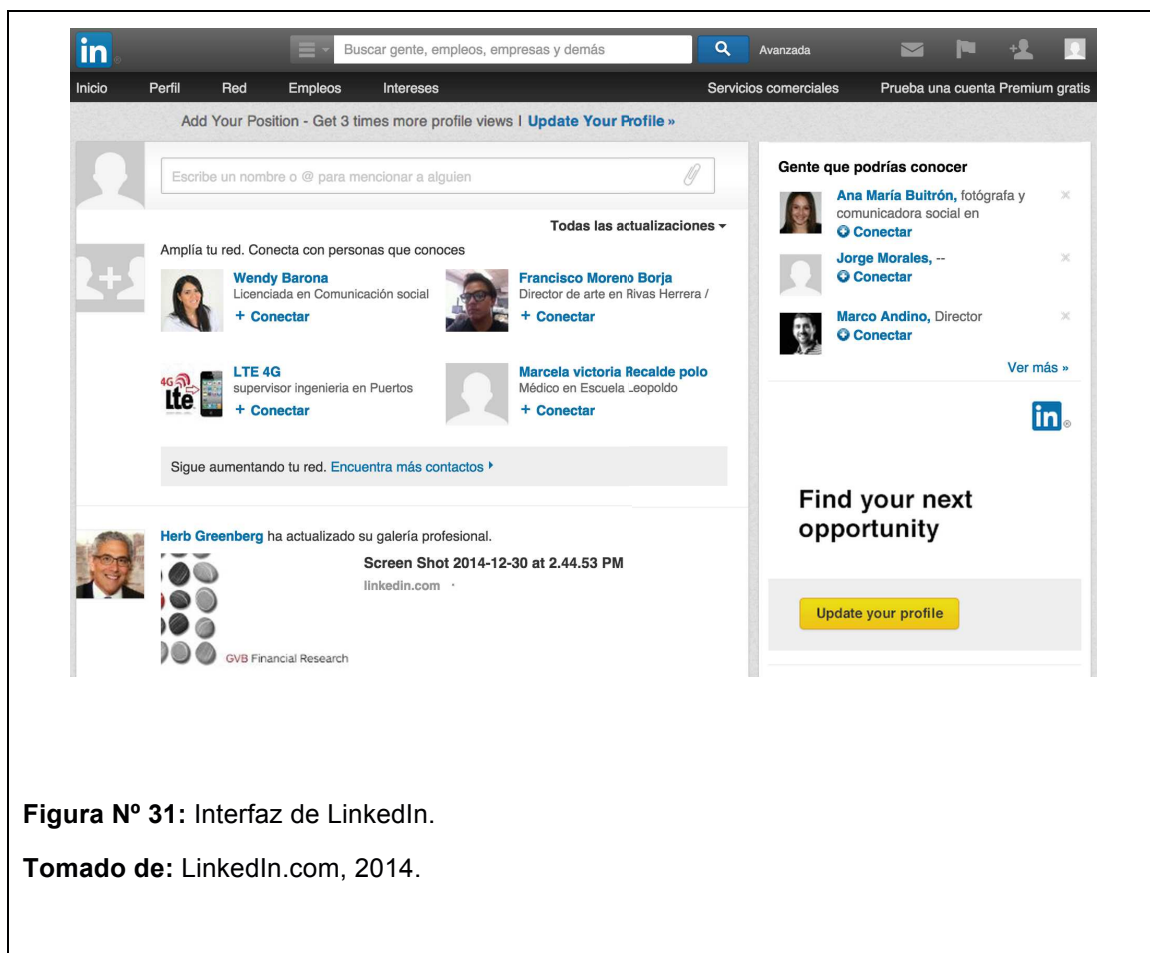 in
Buscar gente, empleos, empresas y demás
Avanzada
Inicio Perfil Red Empleos Intereses Servicios comerciales Prueba una cuenta Premium gratis
Add Your Position - Get 3 times more profile views | Update Your Profile »
Escribe un nombre o @ para mencionar a alguien
Todas las actualizaciones
Amplía tu red. Conecta con personas que conoces
Wendy Barona
Licenciada en Comunicación social
+ Conectar
Francisco Moreno Borja
Director de arte en Rivas Herrera /
+ Conectar
4G
lte
LTE 4G
supervisor ingenieria en Puertos
+ Conectar
Marcela victoria Recalde polo
Médico en Escuela Leopoldo
+ Conectar
Sigue aumentando tu red. Encuentra más contactos
Herb Greenberg ha actualizado su galería profesional.
Screen Shot 2014-12-30 at 2.44.53 PM
linkedin.com ·
GVB Financial Research
Gente que podrías conocer
Ana María Buitrón, fotógrafa y
comunicadora social en
Conectar
Jorge Morales, --
Conectar
Marco Andino, Director
Conectar
Ver más »
in®
Find your next
opportunity
Update your profile
Figura Nº 31: Interfaz de LinkedIn.
Tomado de: LinkedIn.com, 2014.